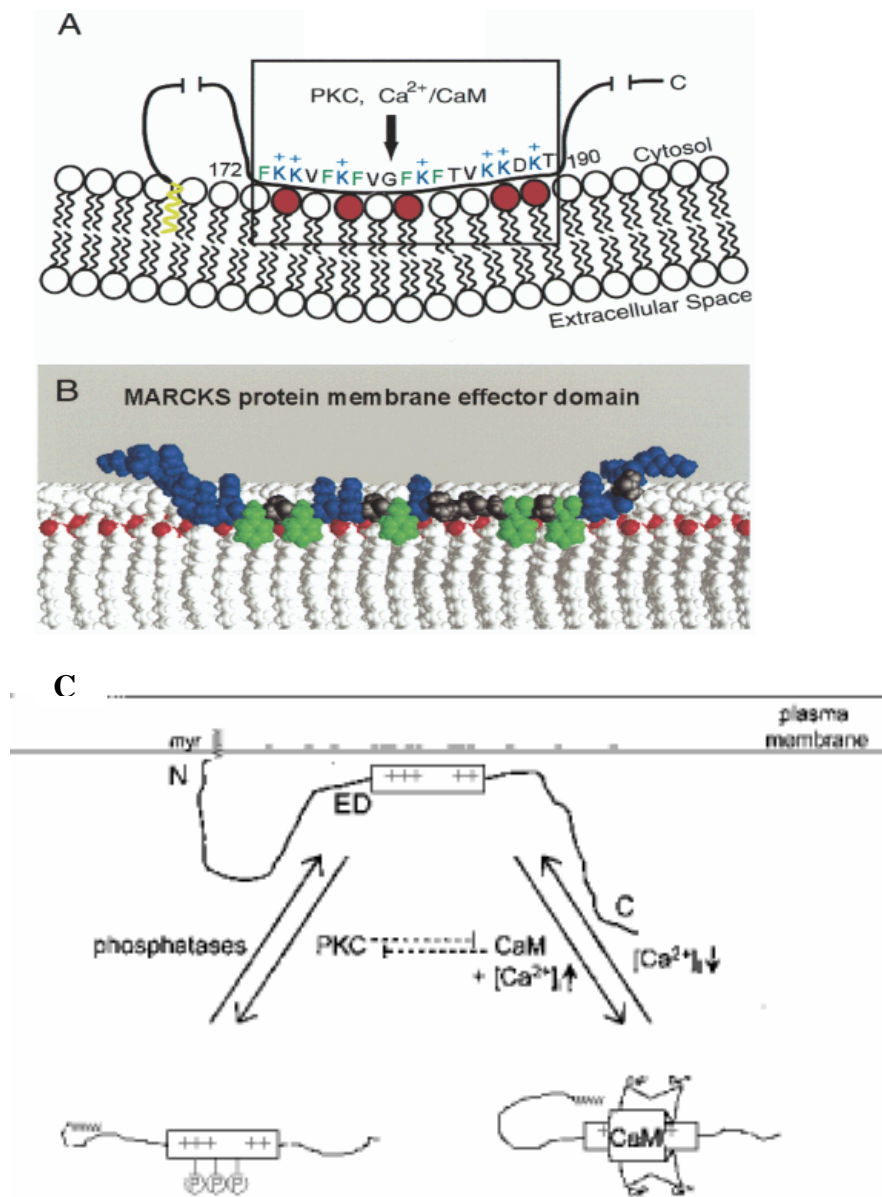 A
PKC, Ca2+/CaM
C
172
+ + + + + + +
FKKVFKFVGFKFTVKKDKT
190
Cytosol
Extracellular Space
B MARCKS protein membrane effector domain
C
myr
plasma
membrane
N
+++ ++
ED
C
phosphatases
PKC
CaM
+ [Ca2+]i↑
[Ca2+]i↓
+++ ++
P P P
+ CaM +